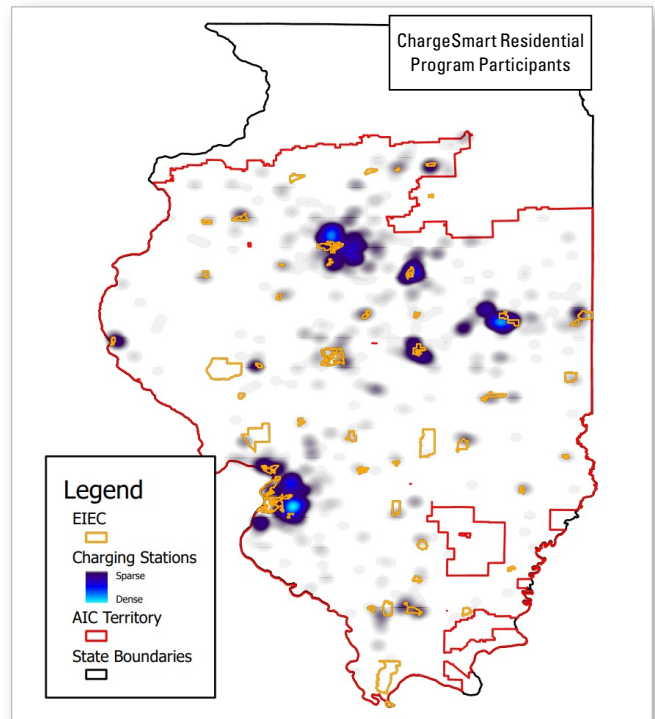 ChargeSmart Residential
Program Participants
Legend
EIEC
Charging Stations
Sparse
Dense
AIC Territory
State Boundaries